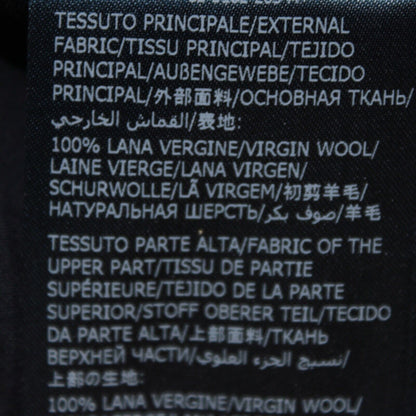 TESSUTO PRINCIPALE/EXTERNAL
FABRIC/TISSU PRINCIPAL/TEJIDO
PRINCIPAL/AUßENGEWEBE/TECIDO
PRINCIPAL/外部面料/ОСНОВНАЯ ТКАНЬ/
القماش الخارجي/表地:
100% LANA VERGINE/VIRGIN WOOL/
LAINE VIERGE/LANA VIRGEN/
SCHURWOLLE/LÃ VIRGEM/初剪羊毛/
НАТУРАЛЬНАЯ ШЕРСТЬ/صوف بكر/羊毛
TESSUTO PARTE ALTA/FABRIC OF THE
UPPER PART/TISSU DE PARTIE
SUPÉRIEURE/TEJIDO DE LA PARTE
SUPERIOR/STOFF OBERER TEIL/TECIDO
DA PARTE ALTA/上部面料/ТКАНЬ
ВЕРХНЕЙ ЧАСТИ/نسيج الجزء العلوي/
上部の生地:
100% LANA VERGINE/VIRGIN WOOL/